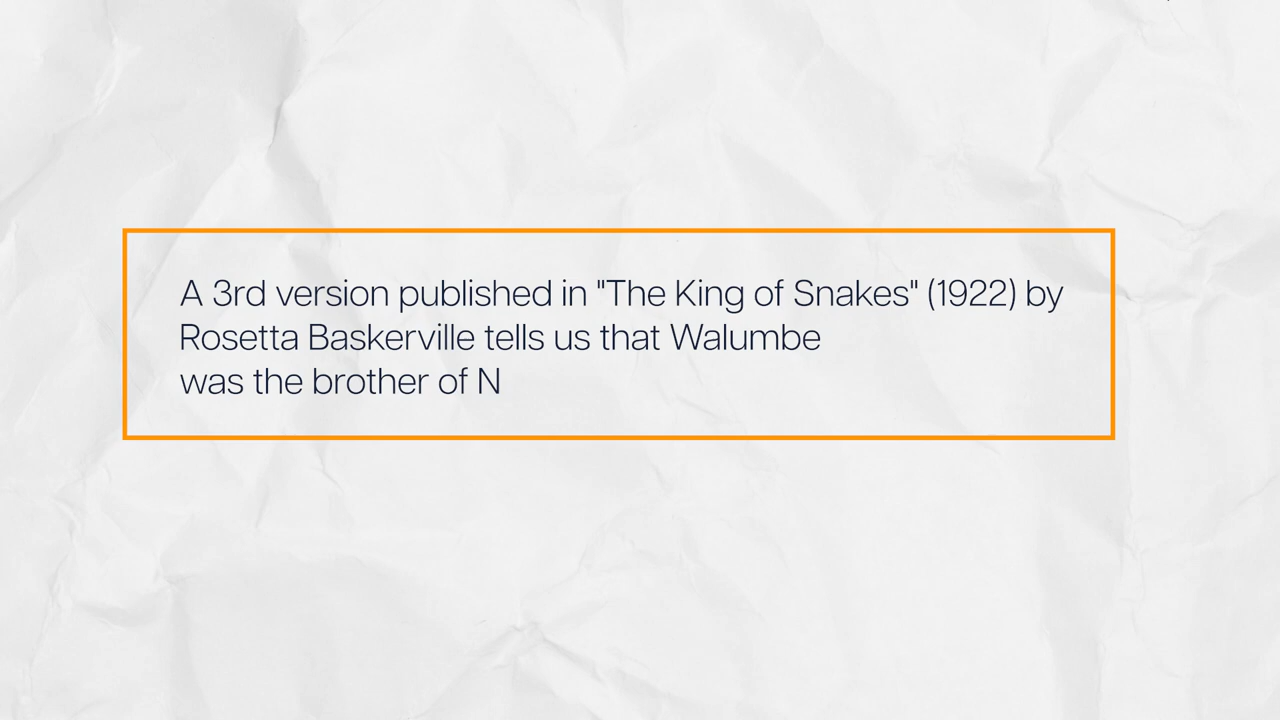 A 3rd version published in "The King of Snakes" (1922) by
Rosetta Baskerville tells us that Walumbe
was the brother of N